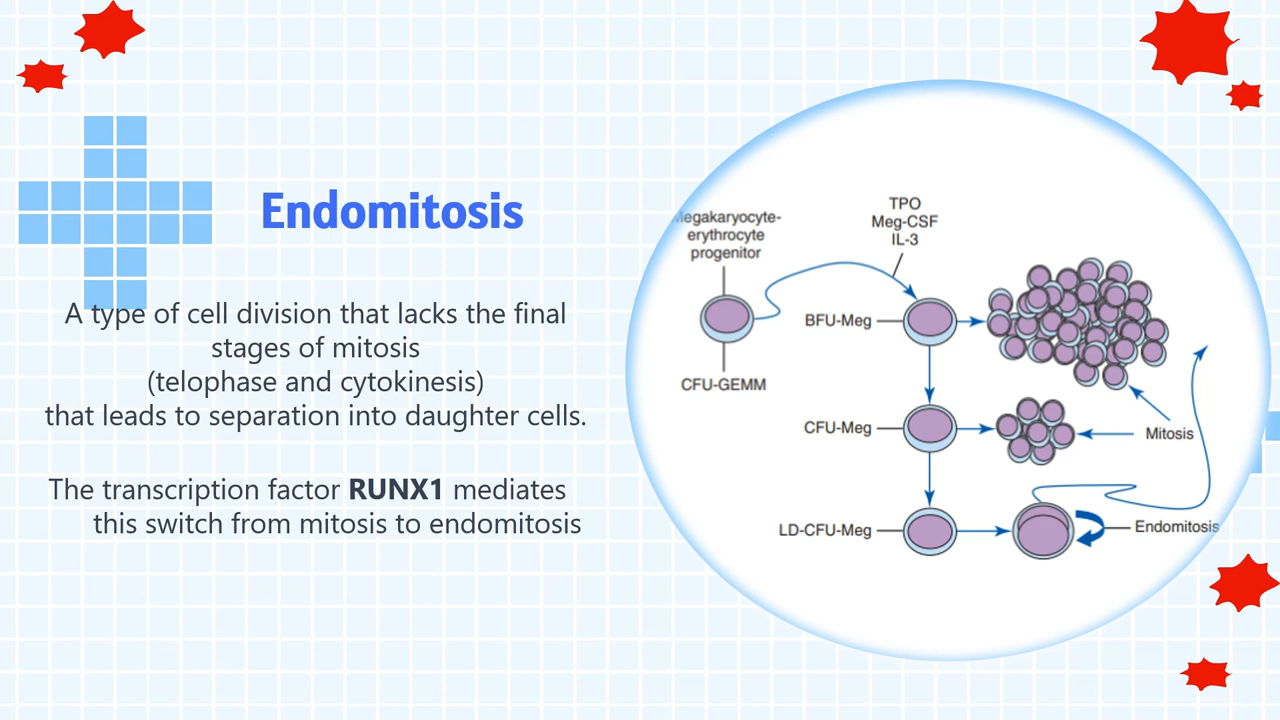 Endomitosis
A type of cell division that lacks the final
stages of mitosis
(telophase and cytokinesis)
that leads to separation into daughter cells.
The transcription factor RUNX1 mediates
this switch from mitosis to endomitosis
Megakaryocyte-
erythrocyte
progenitor
CFU-GEMM
TPO
Meg-CSF
IL-3
BFU-Meg
CFU-Meg
Mitosis
LD-CFU-Meg
Endomitosis